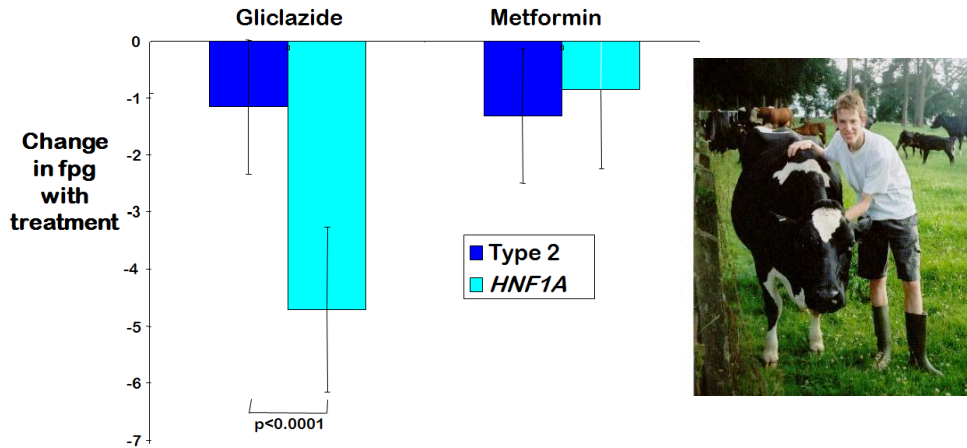 Gliclazide
Metformin
0
-1
-2
-3
-4
-5
-6
-7
Change
in fpg
with
treatment
Type 2
HNF1A
p<0.0001